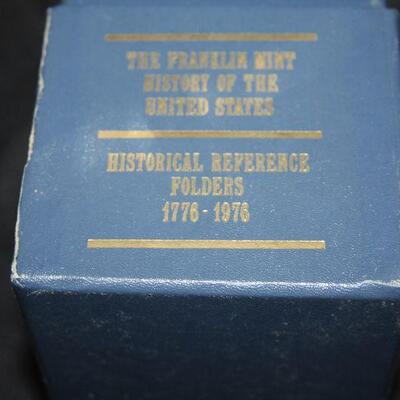 THE FRANKLIN MINT
HISTORY OF THE
UNITED STATES
HISTORICAL REFERENCE
FOLDERS
1776-1976